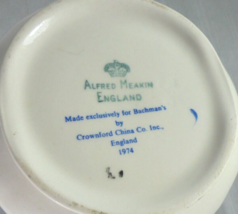 ALFRED MEAKIN
ENGLAND
Made exclusively for Bachman's
by
Crownford China Co. Inc.,
England
1974